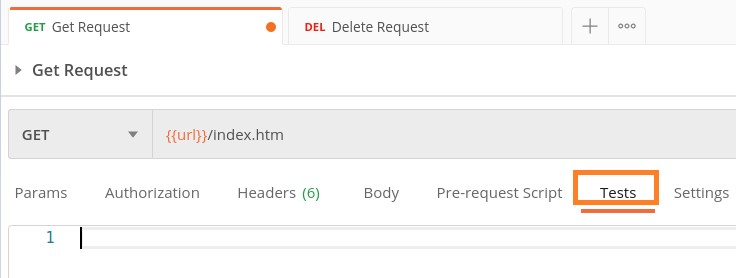 GET Get Request DEL Delete Request
Get Request
GET {{url}}/index.htm
Params Authorization Headers (6) Body Pre-request Script Tests Settings
1